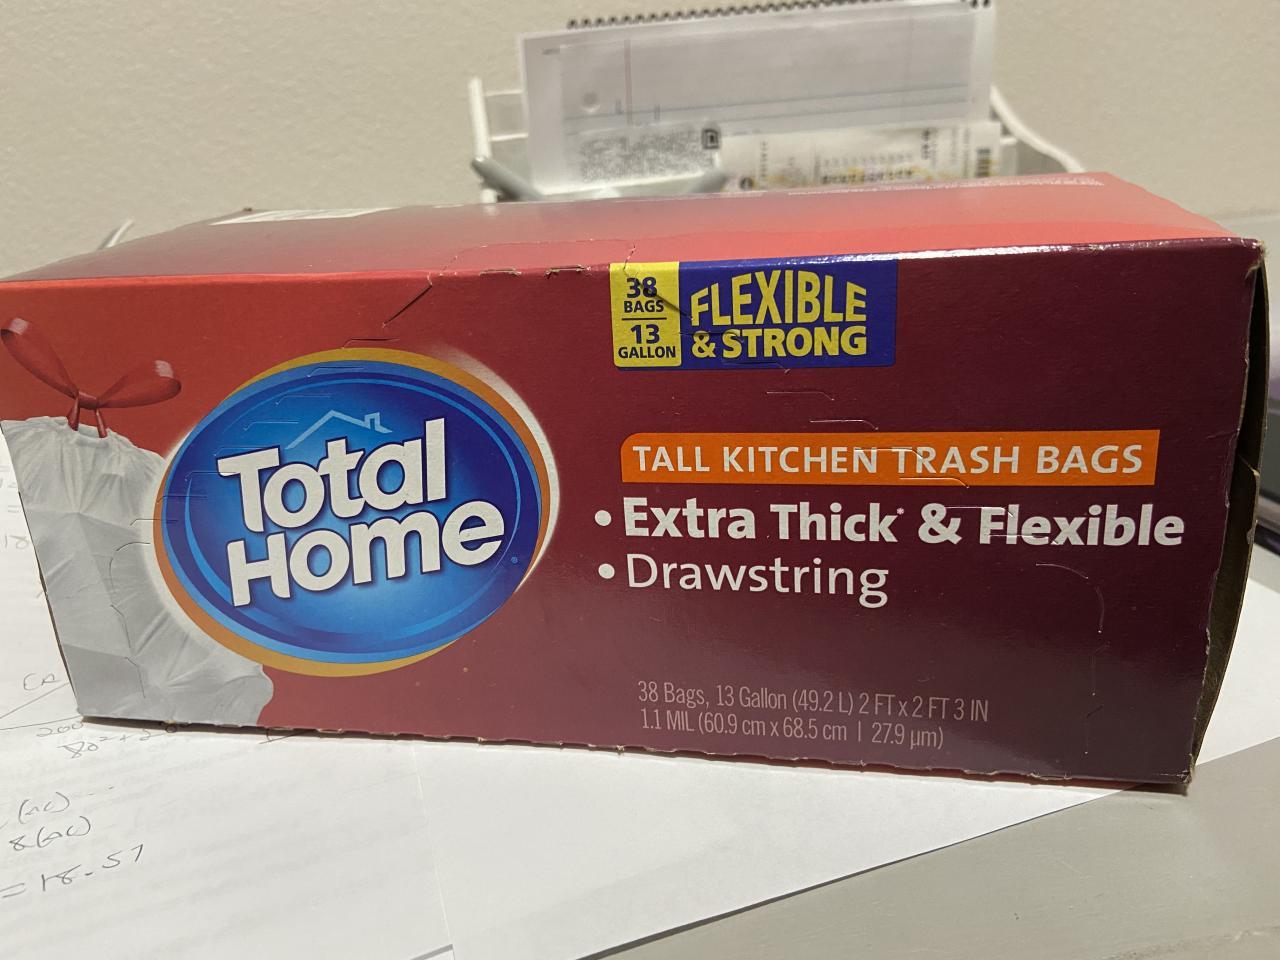 38
BAGS
13
GALLON
FLEXIBLE
& STRONG
Total
Home
TALL KITCHEN TRASH BAGS
• Extra Thick* & Flexible
• Drawstring
38 Bags, 13 Gallon (49.2 L) 2 FT x 2 FT 3 IN
1.1 MIL (60.9 cm x 68.5 cm | 27.9 µm)
= 18.57